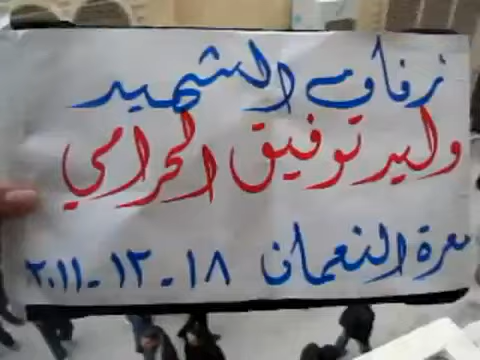 زفاف الشهيد
وليد توفيق الحرامي
معرة النعمان ١٨-١٢-٢٠١١